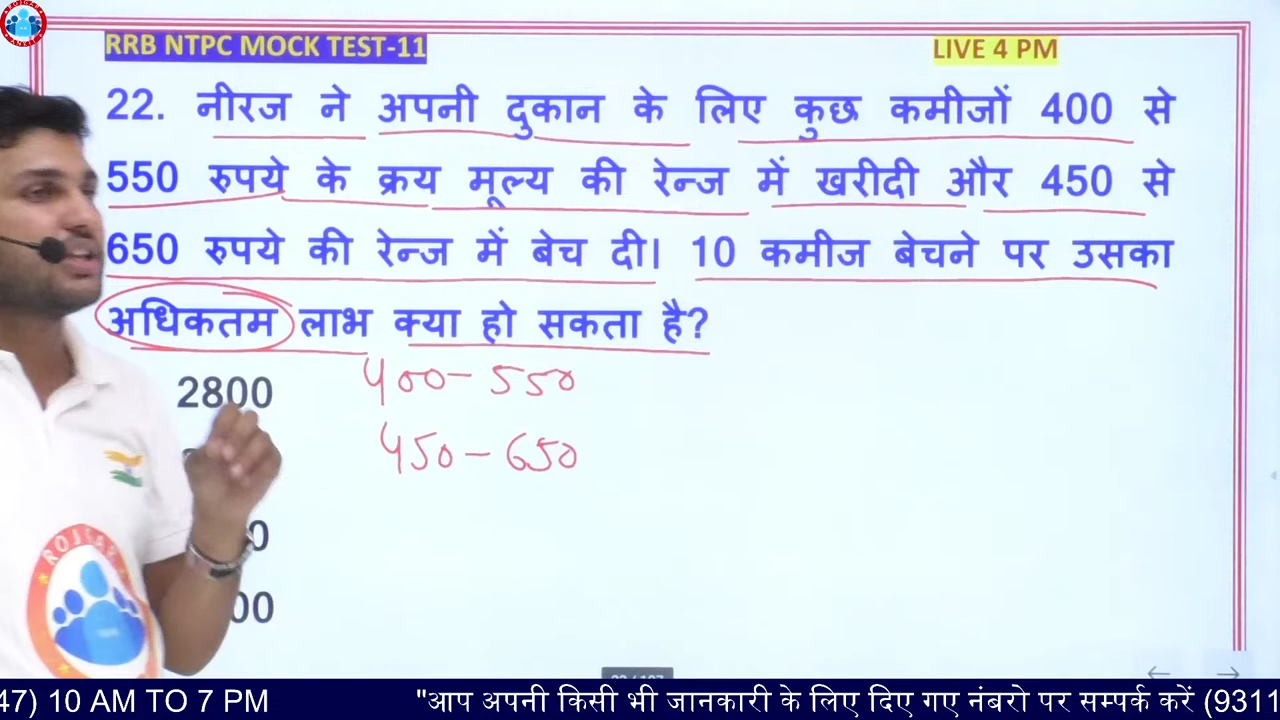 RRB NTPC MOCK TEST-11
LIVE 4 PM
22. नीरज ने अपनी दुकान के लिए कुछ कमीजों 400 से
550 रुपये के क्रय मूल्य की रेन्ज में खरीदी और 450 से
650 रुपये की रेन्ज में बेच दी। 10 कमीज बेचने पर उसका
अधिकतम लाभ क्या हो सकता है?
2800
400- 550
450 - 650
47) 10 AM TO 7 PM "आप अपनी किसी भी जानकारी के लिए दिए गए नंबरो पर सम्पर्क करें (9311